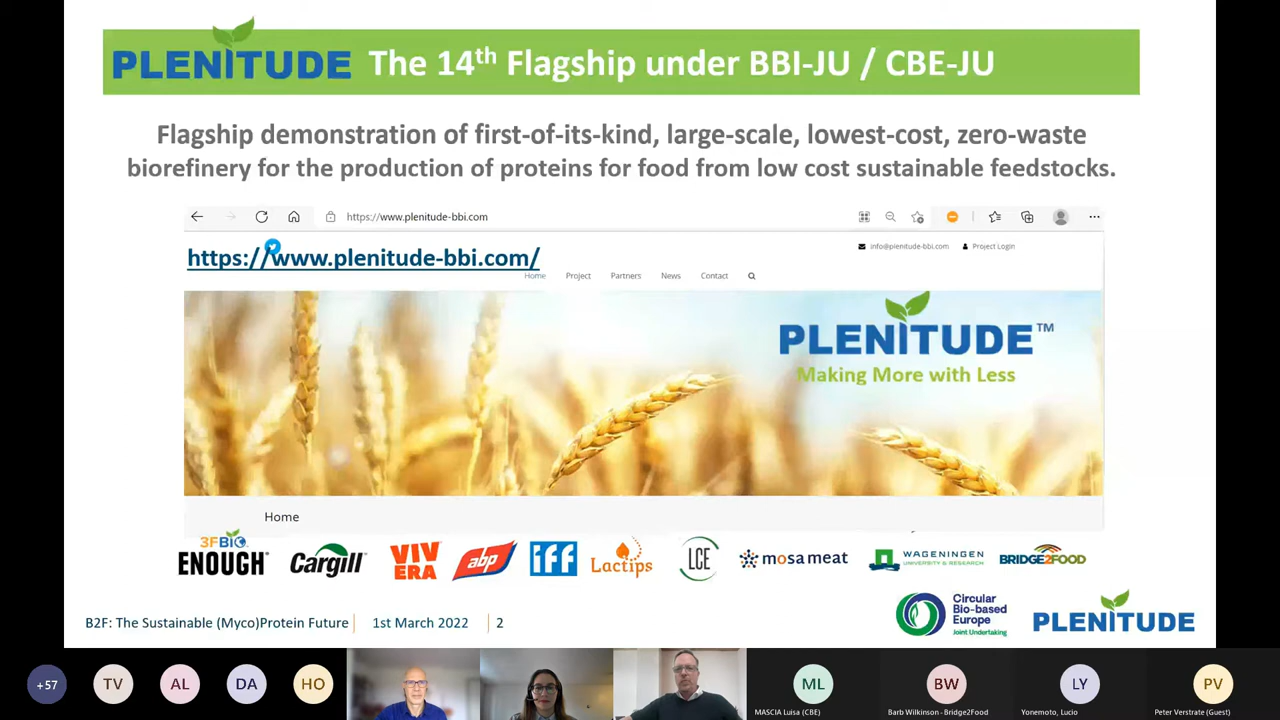 PLENITUDE The 14th Flagship under BBI-JU / CBE-JU
Flagship demonstration of first-of-its-kind, large-scale, lowest-cost, zero-waste
biorefinery for the production of proteins for food from low cost sustainable feedstocks.
https://www.plenitude-bbi.com
info@plenitude-bbi.com Project Login
https://www.plenitude-bbi.com/
Home Project Partners News Contact
PLENITUDE™
Making More with Less
Home
3FBIO
ENOUGH® Cargill VIVERA abp iff Lactips LCE mosa meat WAGENINGEN UNIVERSITY & RESEARCH BRIDGE2FOOD
Circular
Bio-based
Europe
Joint Undertaking
PLENITUDE
B2F: The Sustainable (Myco)Protein Future 1st March 2022 2
+57 TV AL DA HO ML BW LY PV
MASCIA Luisa (CBE) Barb Wilkinson - Bridge2Food Yonemoto, Lucio Peter Verstrate (Guest)